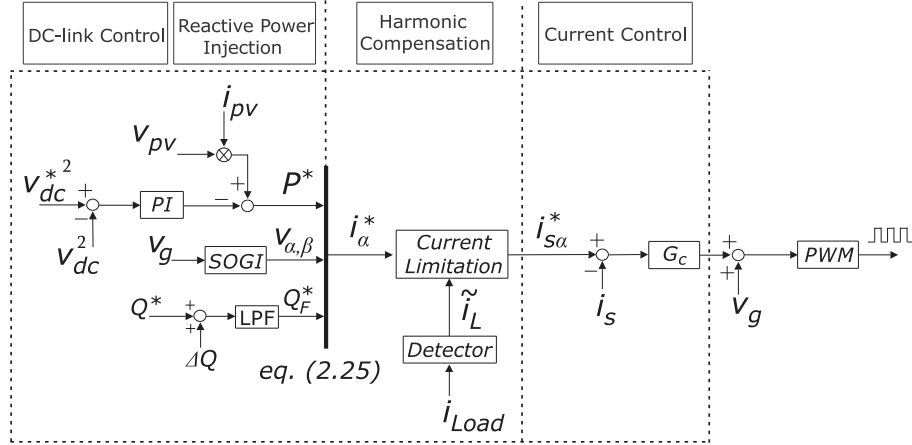 DC-link Control
Reactive Power
Injection
Harmonic
Compensation
Current Control
i_pv
v_pv
v_dc^*2
+
−
v_dc^2
PI
−
+
P*
v_g
SOGI
v_α,β
Q*
+
+
ΔQ
LPF
Q_F^*
eq. (2.25)
i_α^*
Current
Limitation
ĩ_L
Detector
i_Load
i_sα^*
+
−
i_s
G_c
+
+
v_g
PWM